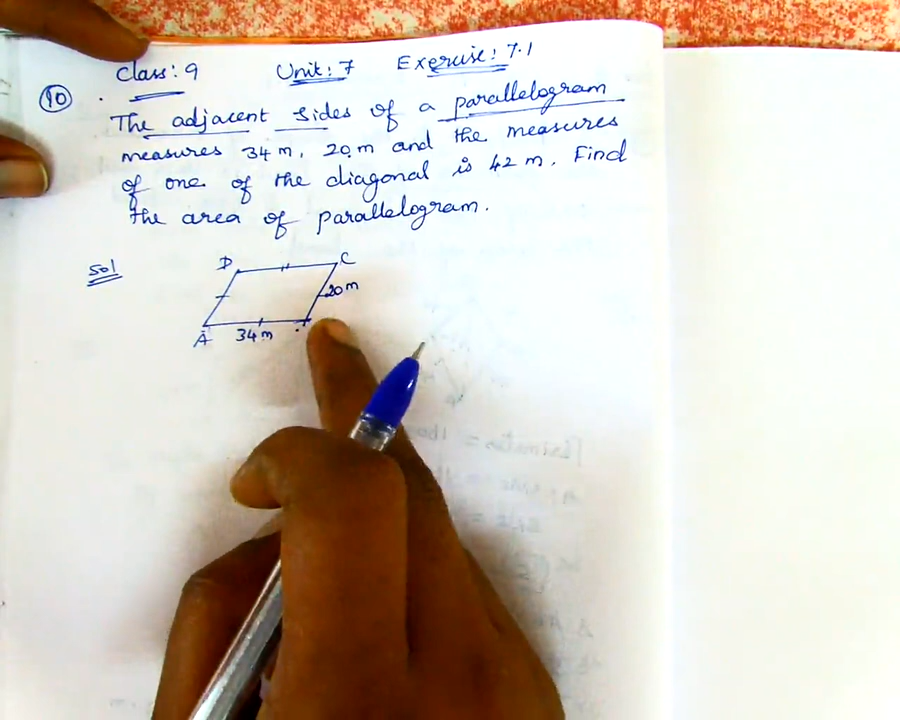 Class: 9 Unit: 7 Exercise: 7.1
10 . The adjacent sides of a parallelogram
measures 34 m, 20 m and the measures
of one of the diagonal is 42 m. Find
the area of parallelogram.
Sol
D C
20 m
A 34 m